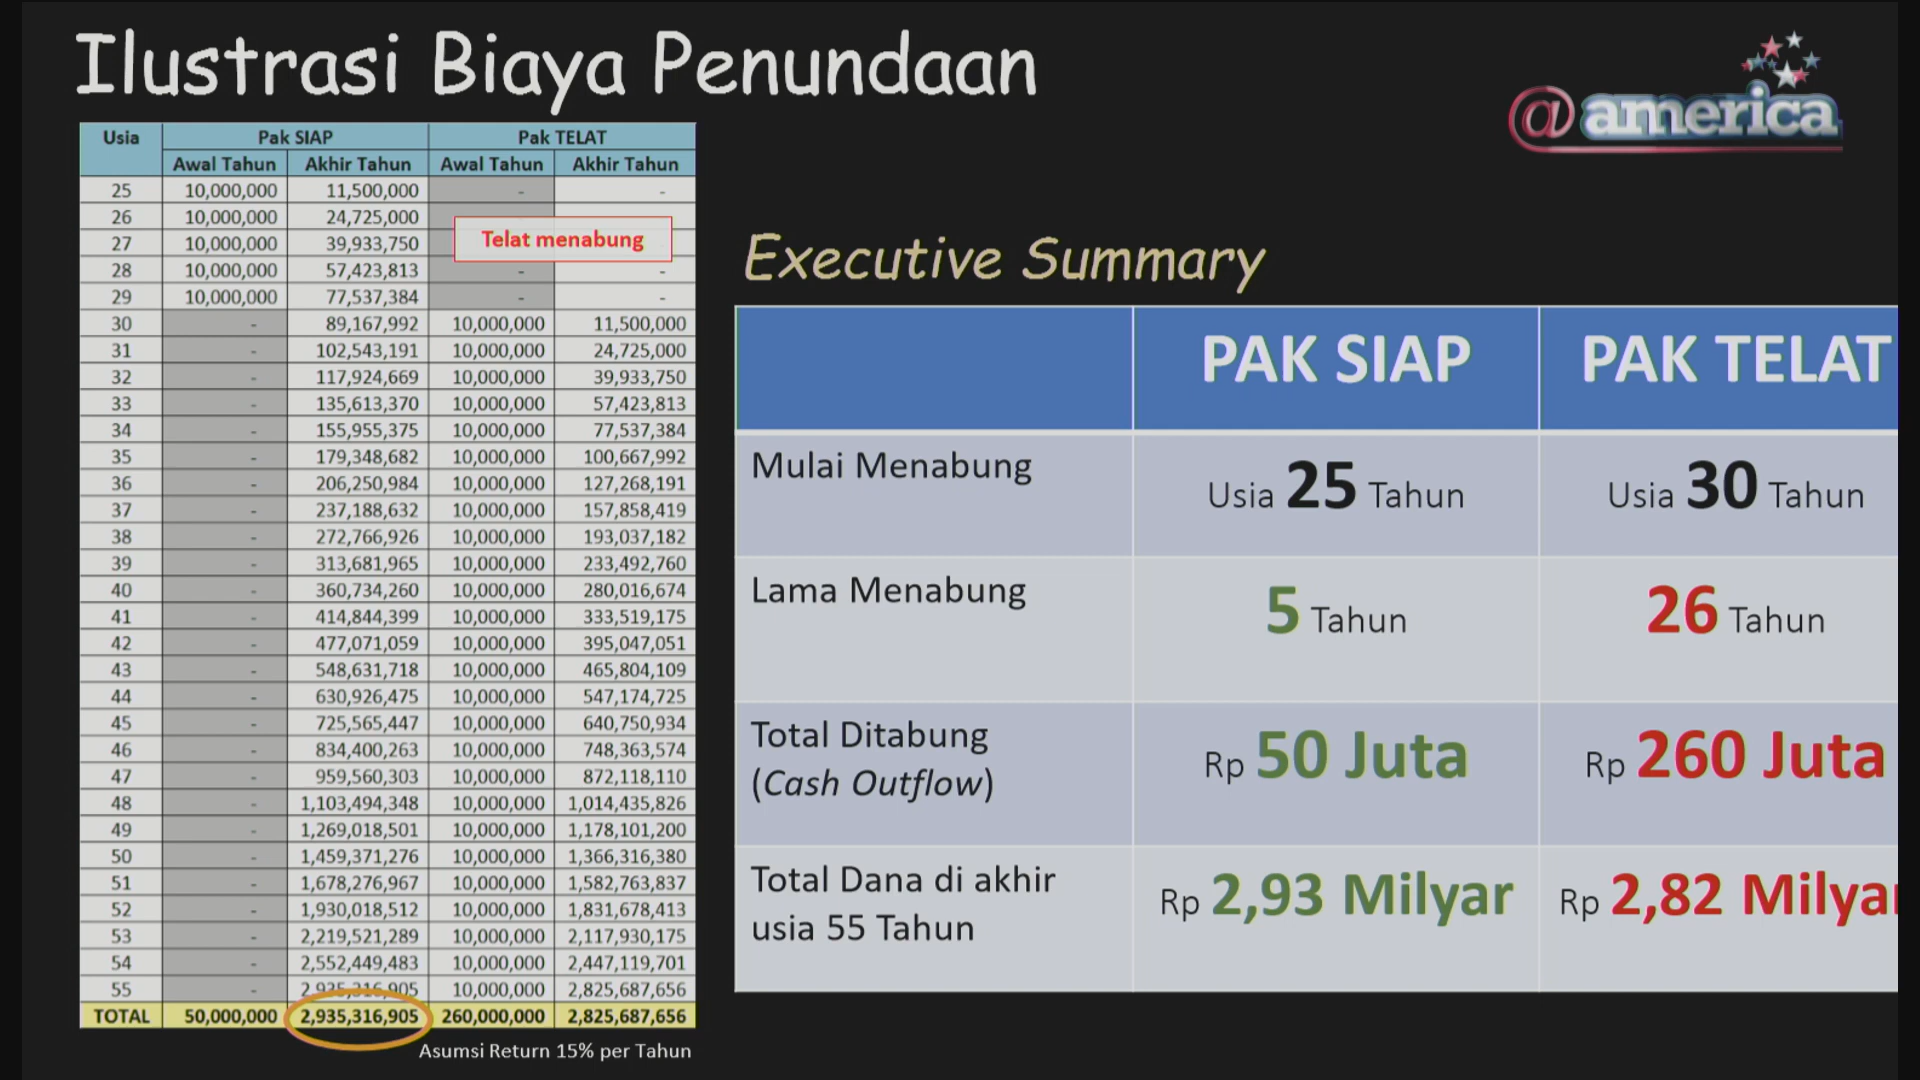 Ilustrasi Biaya Penundaan
@america
Usia Pak SIAP Pak TELAT
Awal Tahun Akhir Tahun Awal Tahun Akhir Tahun
25 10,000,000 11,500,000 - -
26 10,000,000 24,725,000
27 10,000,000 39,933,750
Telat menabung
28 10,000,000 57,423,813 - -
29 10,000,000 77,537,384 - -
30 - 89,167,992 10,000,000 11,500,000
31 - 102,543,191 10,000,000 24,725,000
32 - 117,924,669 10,000,000 39,933,750
33 - 135,613,370 10,000,000 57,423,813
34 - 155,955,375 10,000,000 77,537,384
35 - 179,348,682 10,000,000 100,667,992
36 - 206,250,984 10,000,000 127,268,191
37 - 237,188,632 10,000,000 157,858,419
38 - 272,766,926 10,000,000 193,037,182
39 - 313,681,965 10,000,000 233,492,760
40 - 360,734,260 10,000,000 280,016,674
41 - 414,844,399 10,000,000 333,519,175
42 - 477,071,059 10,000,000 395,047,051
43 - 548,631,718 10,000,000 465,804,109
44 - 630,926,475 10,000,000 547,174,725
45 - 725,565,447 10,000,000 640,750,934
46 - 834,400,263 10,000,000 748,363,574
47 - 959,560,303 10,000,000 872,118,110
48 - 1,103,494,348 10,000,000 1,014,435,826
49 - 1,269,018,501 10,000,000 1,178,101,200
50 - 1,459,371,276 10,000,000 1,366,316,380
51 - 1,678,276,967 10,000,000 1,582,763,837
52 - 1,930,018,512 10,000,000 1,831,678,413
53 - 2,219,521,289 10,000,000 2,117,930,175
54 - 2,552,449,483 10,000,000 2,447,119,701
55 - 2,935,316,905 10,000,000 2,825,687,656
TOTAL 50,000,000 2,935,316,905 260,000,000 2,825,687,656
Asumsi Return 15% per Tahun
Executive Summary
PAK SIAP PAK TELAT
Mulai Menabung Usia 25 Tahun Usia 30 Tahun
Lama Menabung 5 Tahun 26 Tahun
Total Ditabung
(Cash Outflow) Rp 50 Juta Rp 260 Juta
Total Dana di akhir
usia 55 Tahun Rp 2,93 Milyar Rp 2,82 Milyar